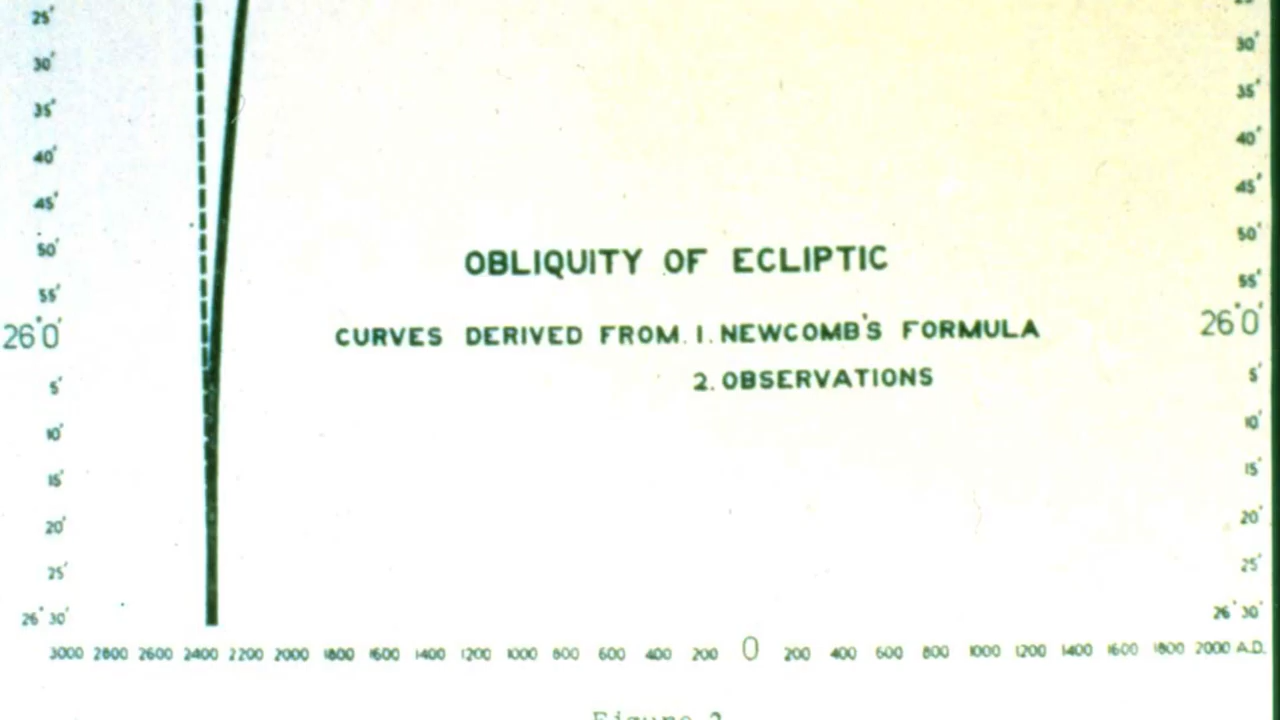 25' 25'
30' 30'
35' 35'
40' 40'
45' 45'
50' 50'
OBLIQUITY OF ECLIPTIC
55' 55'
26°0' 26°0'
CURVES DERIVED FROM. 1. NEWCOMB'S FORMULA
2. OBSERVATIONS
5' 5'
10' 10'
15' 15'
20' 20'
25' 25'
26° 30' 26° 30'
3000 2800 2600 2400 2200 2000 1800 1600 1400 1200 1000 800 600 400 200 0 200 400 600 800 1000 1200 1400 1600 1800 2000 A.D.
Figure 2